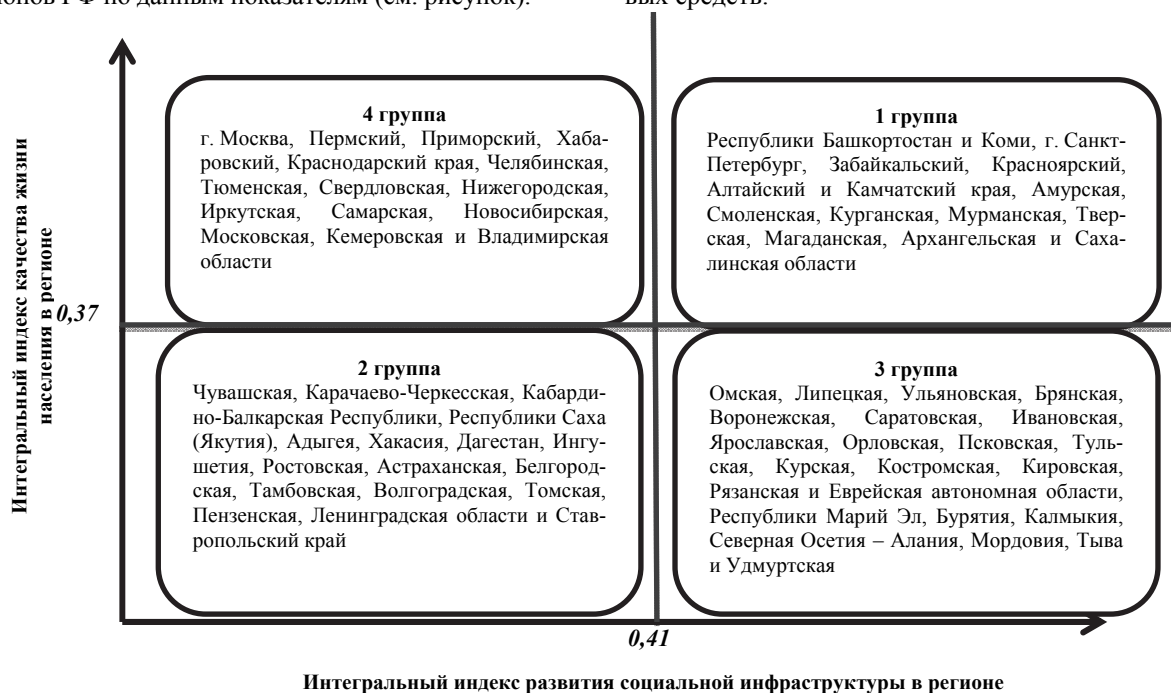 ионов РФ по данным показателям (см. рисунок).
вых средств.
Интегральный индекс качества жизни
населения в регионе
4 группа
г. Москва, Пермский, Приморский, Хаба-
ровский, Краснодарский края, Челябинская,
Тюменская, Свердловская, Нижегородская,
Иркутская, Самарская, Новосибирская,
Московская, Кемеровская и Владимирская
области
1 группа
Республики Башкортостан и Коми, г. Санкт-
Петербург, Забайкальский, Красноярский,
Алтайский и Камчатский края, Амурская,
Смоленская, Курганская, Мурманская, Твер-
ская, Магаданская, Архангельская и Саха-
линская области
0,37
2 группа
Чувашская, Карачаево-Черкесская, Кабарди-
но-Балкарская Республики, Республики Саха
(Якутия), Адыгея, Хакасия, Дагестан, Ингу-
шетия, Ростовская, Астраханская, Белгород-
ская, Тамбовская, Волгоградская, Томская,
Пензенская, Ленинградская области и Став-
ропольский край
3 группа
Омская, Липецкая, Ульяновская, Брянская,
Воронежская, Саратовская, Ивановская,
Ярославская, Орловская, Псковская, Туль-
ская, Курская, Костромская, Кировская,
Рязанская и Еврейская автономная области,
Республики Марий Эл, Бурятия, Калмыкия,
Северная Осетия – Алания, Мордовия, Тыва
и Удмуртская
0,41
Интегральный индекс развития социальной инфраструктуры в регионе